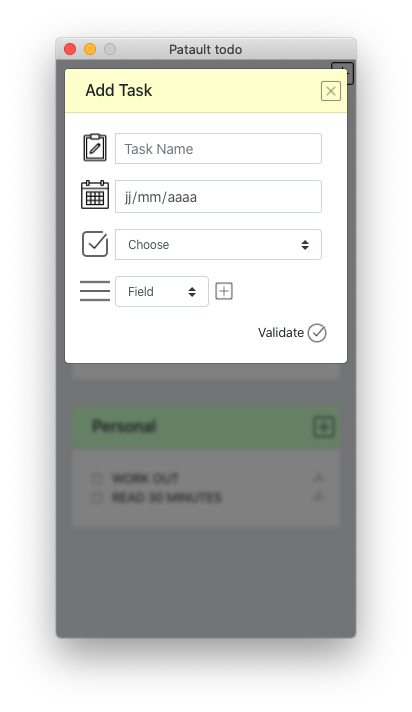 Patault todo
Add Task
Task Name
jj/mm/aaaa
Choose
Field
Validate
Personal
WORK OUT
READ 30 MINUTES